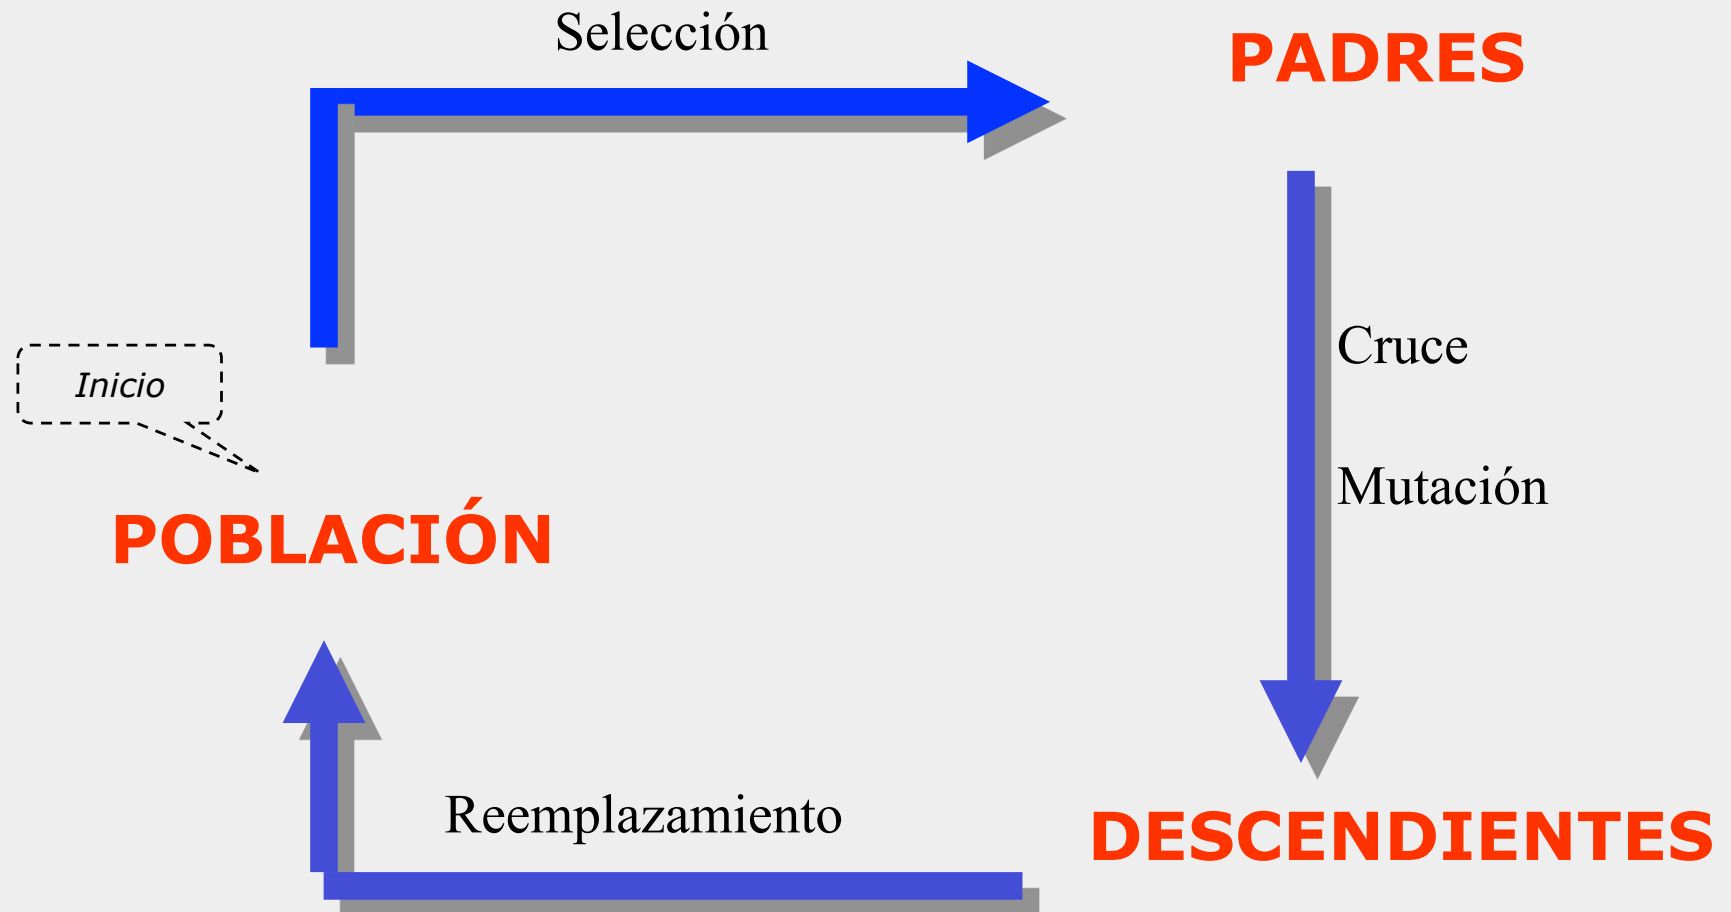 Selección
PADRES
Cruce
Inicio
Mutación
POBLACIÓN
Reemplazamiento
DESCENDIENTES